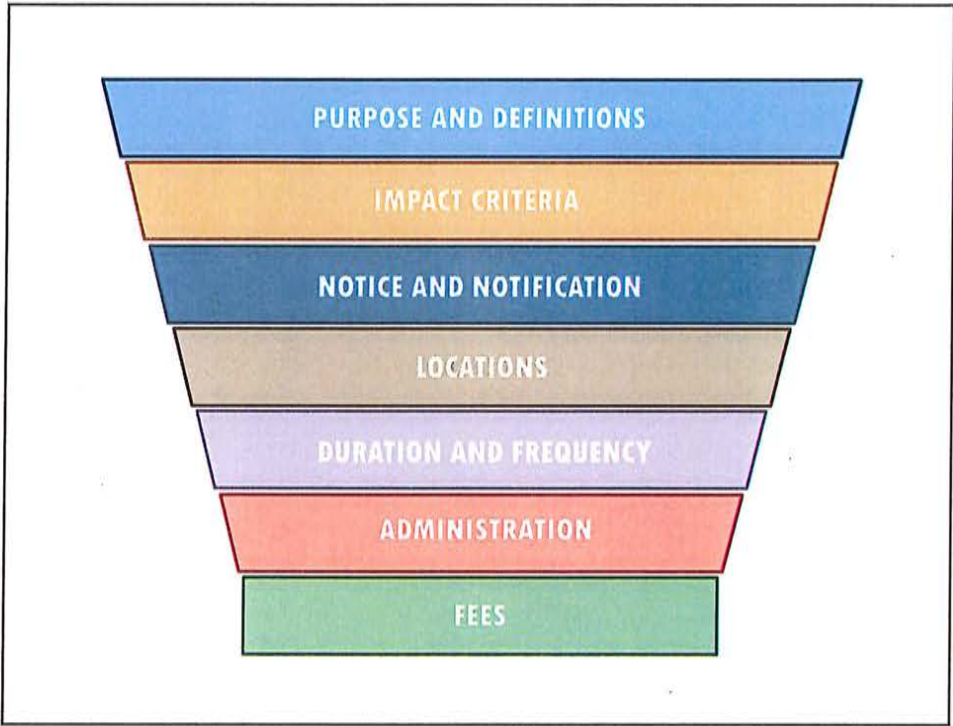 PURPOSE AND DEFINITIONS
IMPACT CRITERIA
NOTICE AND NOTIFICATION
LOCATIONS
DURATION AND FREQUENCY
ADMINISTRATION
FEES